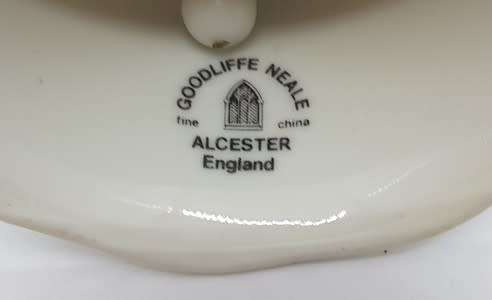 GOODLIFFE NEALE
fine china
ALCESTER
England